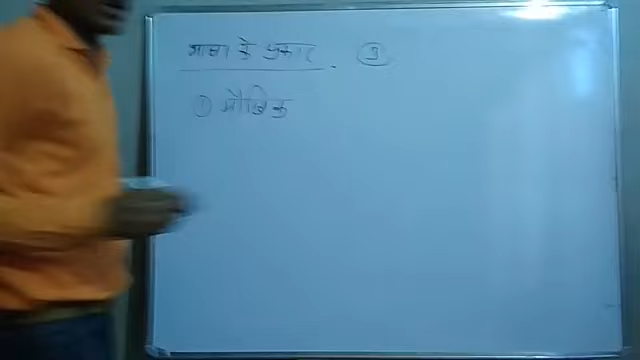 भाषा के प्रकार. ③
① मौखिक